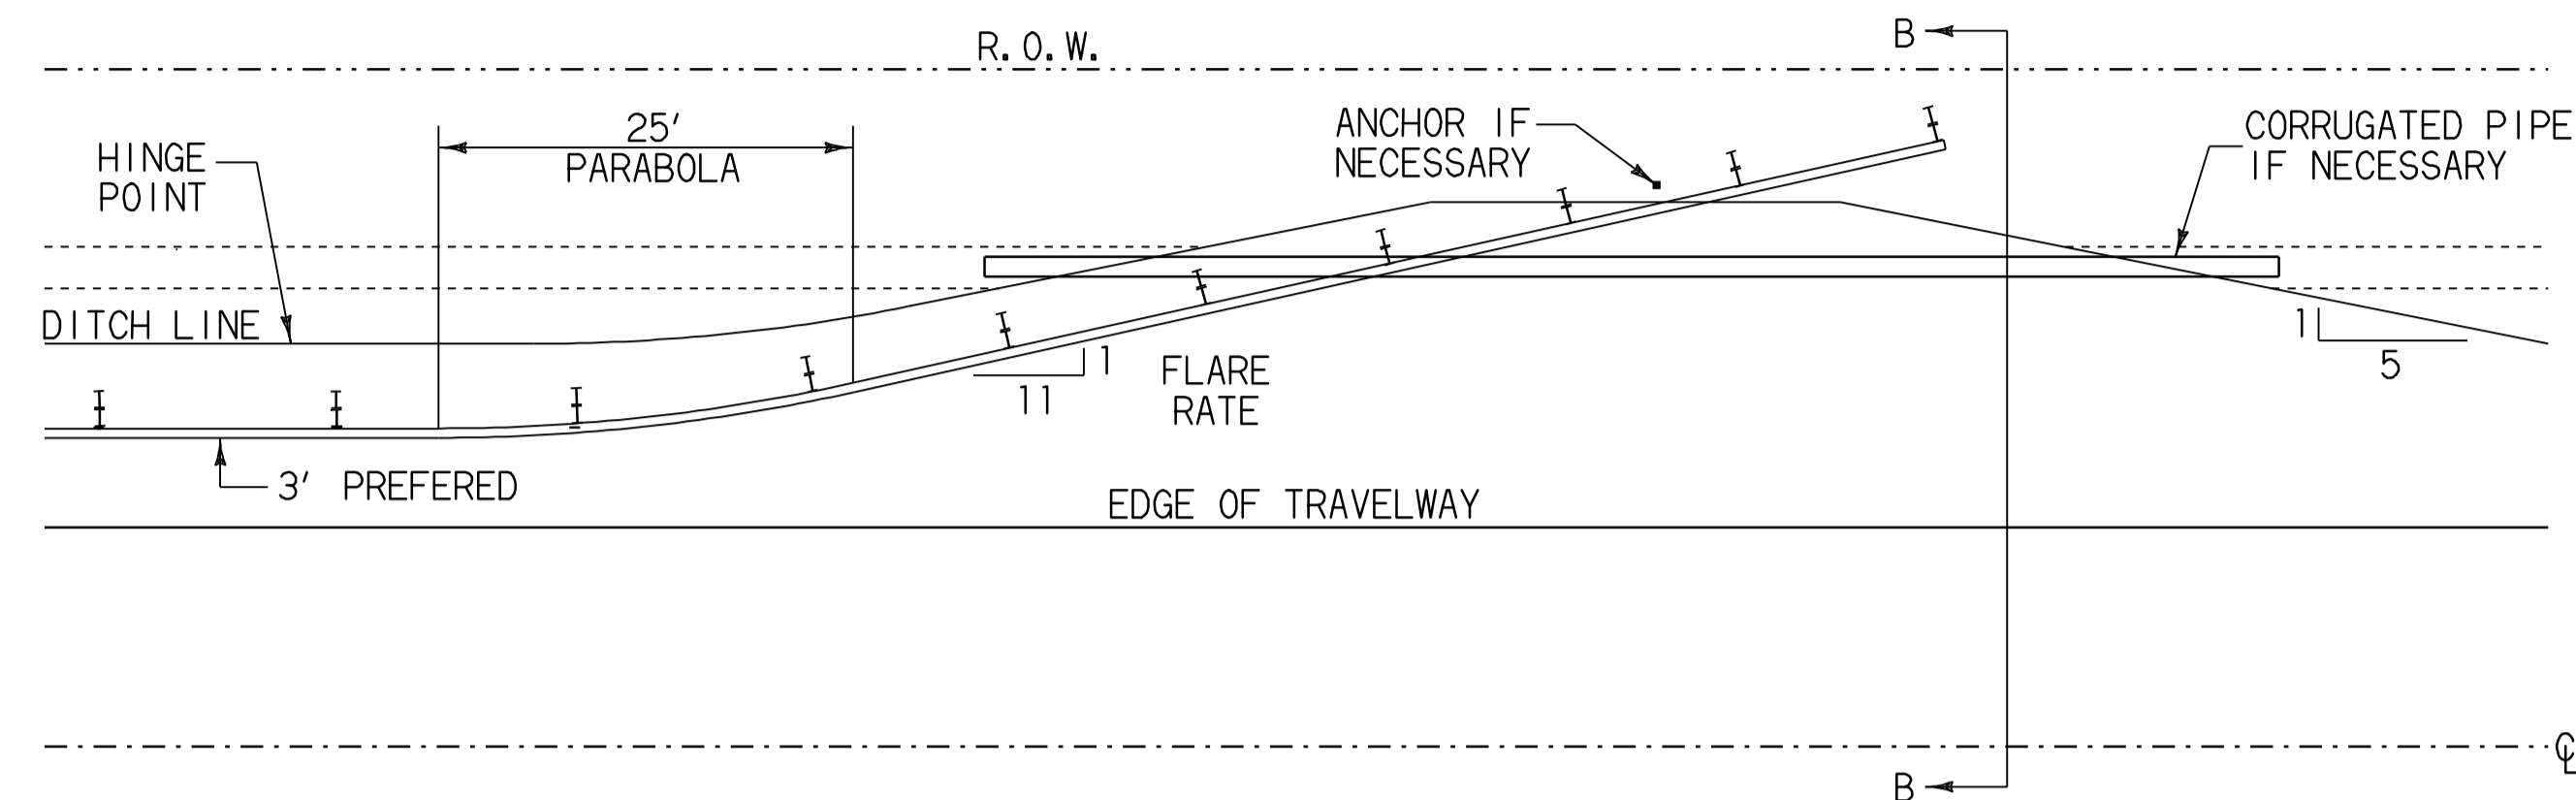 B
R.O.W.
25'
PARABOLA
ANCHOR IF
NECESSARY
CORRUGATED PIPE
IF NECESSARY
HINGE
POINT
DITCH LINE
1
5
1
11
FLARE
RATE
3' PREFERED
EDGE OF TRAVELWAY
℄
B